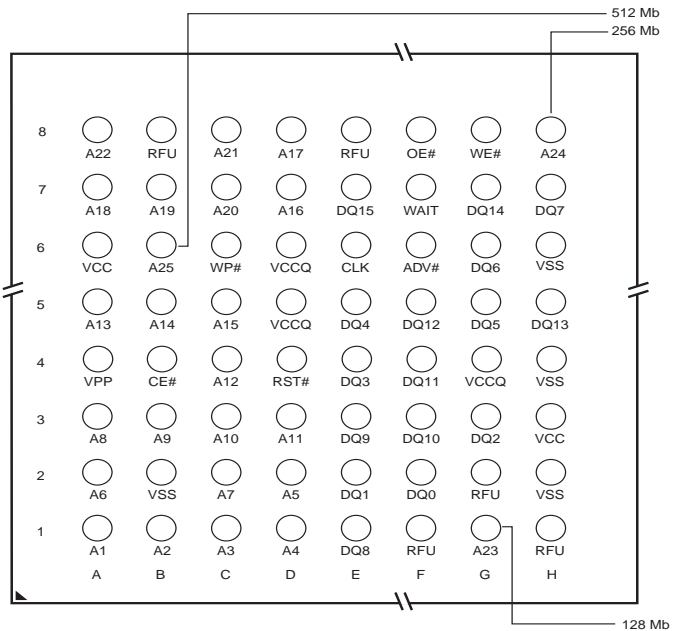 512 Mb
256 Mb
8
A22 RFU A21 A17 RFU OE# WE# A24
7
A18 A19 A20 A16 DQ15 WAIT DQ14 DQ7
6
VCC A25 WP# VCCQ CLK ADV# DQ6 VSS
5
A13 A14 A15 VCCQ DQ4 DQ12 DQ5 DQ13
4
VPP CE# A12 RST# DQ3 DQ11 VCCQ VSS
3
A8 A9 A10 A11 DQ9 DQ10 DQ2 VCC
2
A6 VSS A7 A5 DQ1 DQ0 RFU VSS
1
A1 A2 A3 A4 DQ8 RFU A23 RFU
A B C D E F G H
128 Mb